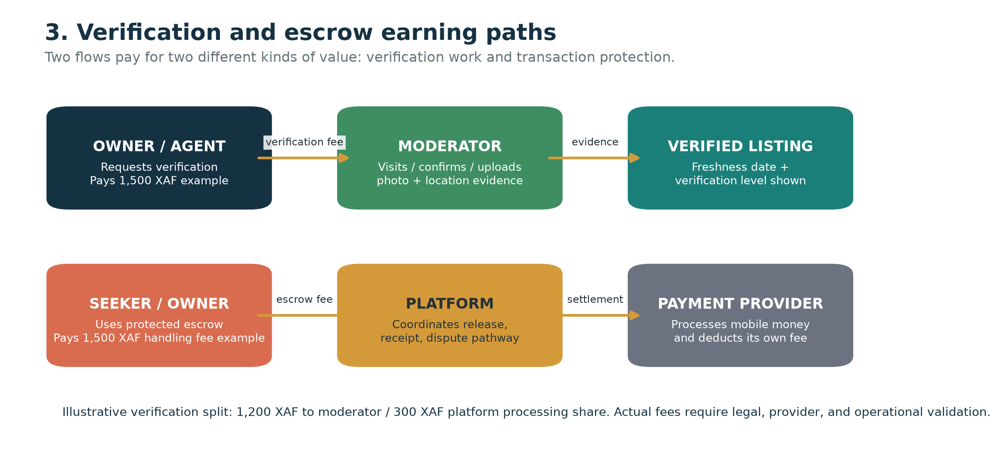 3. Verification and escrow earning paths
Two flows pay for two different kinds of value: verification work and transaction protection.
OWNER / AGENT
Requests verification
Pays 1,500 XAF example
verification fee
MODERATOR
Visits / confirms / uploads
photo + location evidence
evidence
VERIFIED LISTING
Freshness date +
verification level shown
SEEKER / OWNER
Uses protected escrow
Pays 1,500 XAF handling fee example
escrow fee
PLATFORM
Coordinates release,
receipt, dispute pathway
settlement
PAYMENT PROVIDER
Processes mobile money
and deducts its own fee
Illustrative verification split: 1,200 XAF to moderator / 300 XAF platform processing share. Actual fees require legal, provider, and operational validation.